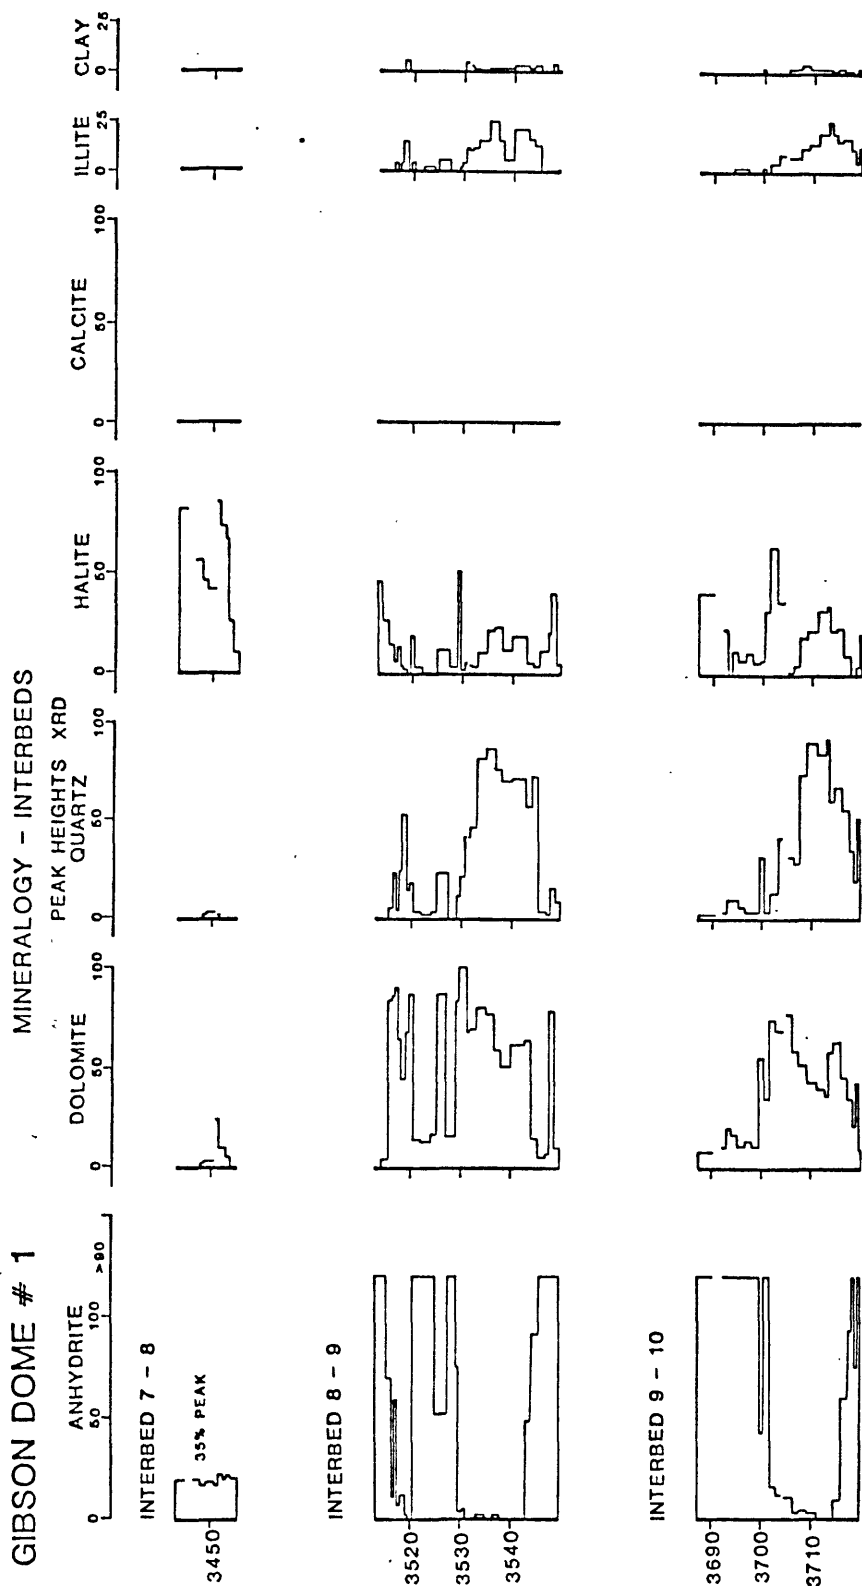 GIBSON DOME # 1
MINERALOGY - INTERBEDS
PEAK HEIGHTS XRD
ANHYDRITE
DOLOMITE
QUARTZ
HALITE
CALCITE
ILLITE
CLAY
0 50 100 >90
0 50 100
0 50 100
0 50 100
0 50 100
0 25
0 25
INTERBED 7 - 8
35% PEAK
3450
INTERBED 8 - 9
3520
3530
3540
INTERBED 9 - 10
3690
3700
3710